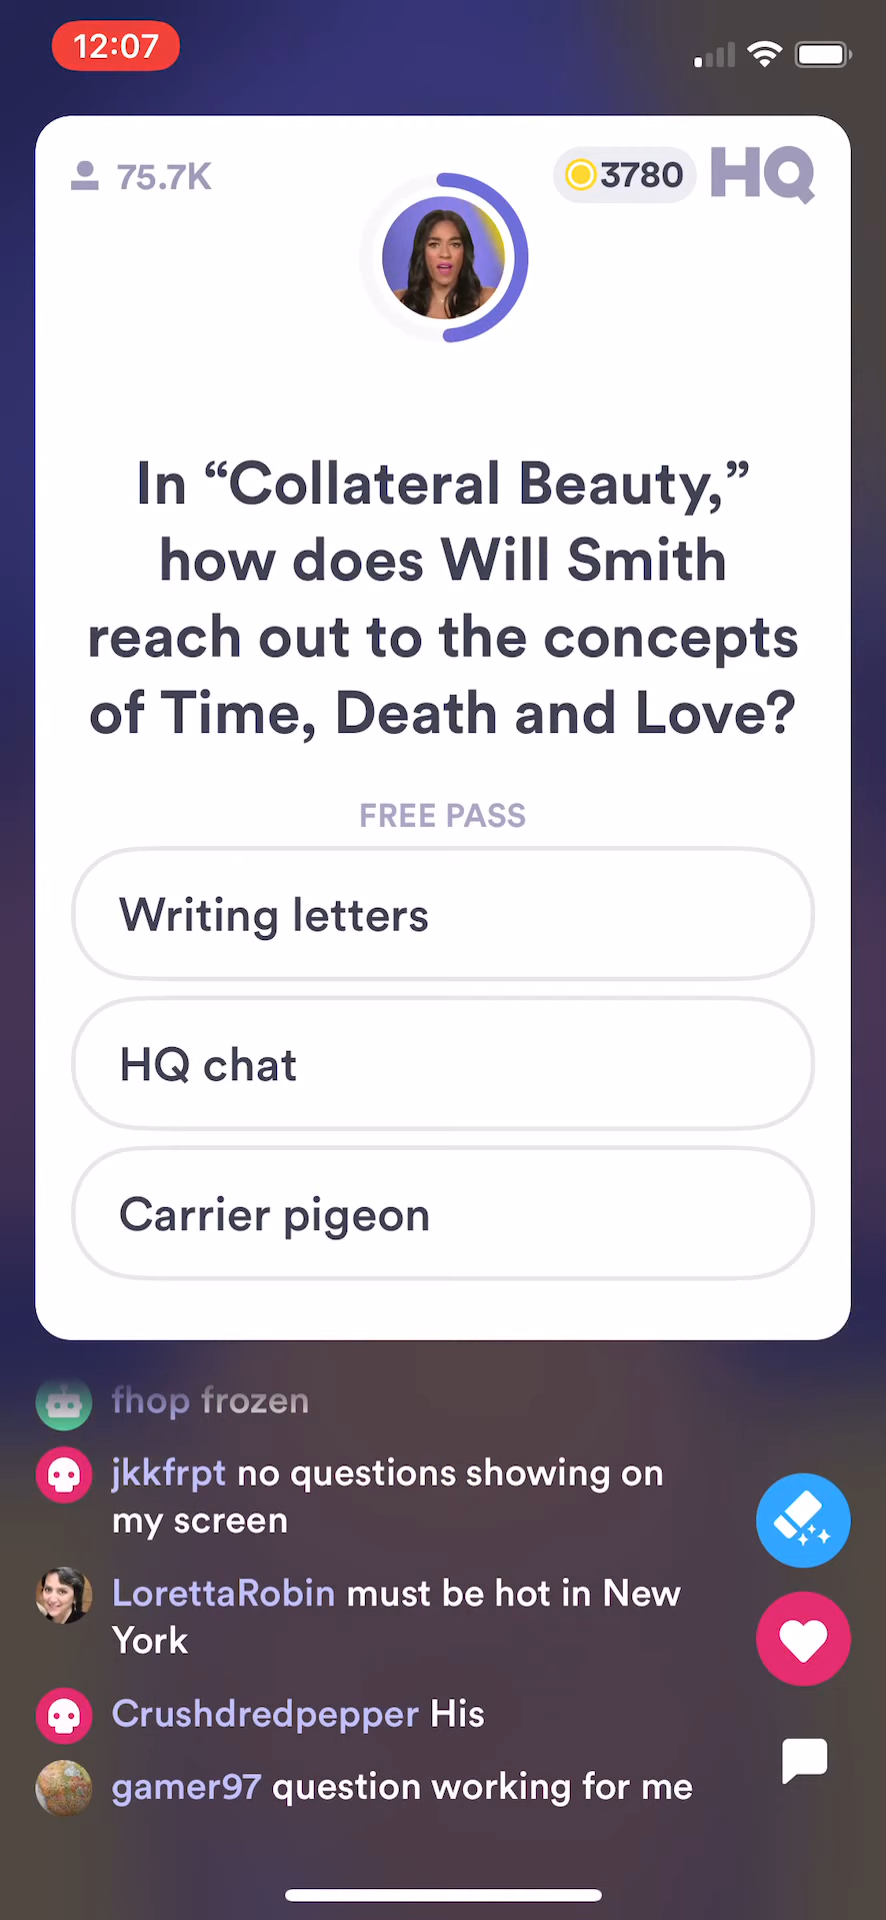 12:07
75.7K
3780
HQ
In “Collateral Beauty,”
how does Will Smith
reach out to the concepts
of Time, Death and Love?
FREE PASS
Writing letters
HQ chat
Carrier pigeon
fhop frozen
jkkfrpt no questions showing on
my screen
LorettaRobin must be hot in New
York
Crushdredpepper His
gamer97 question working for me